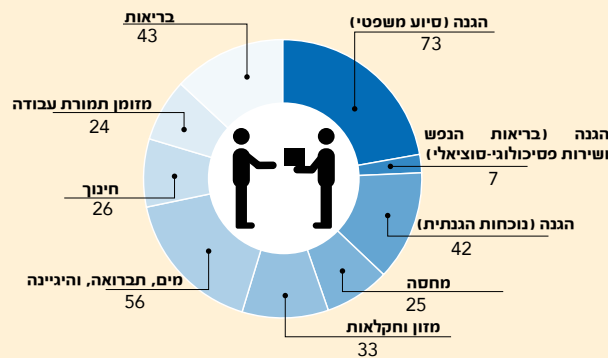 הגנה (סיוע משפטי)
73
הגנה (בריאות הנפש
ושירות פסיכולוגי-סוציאלי)
7
הגנה (נוכחות הגנתית)
42
מחסה
25
מזון וחקלאות
33
מים, תברואה, והיגיינה
56
חינוך
26
מזומן תמורת עבודה
24
בריאות
43